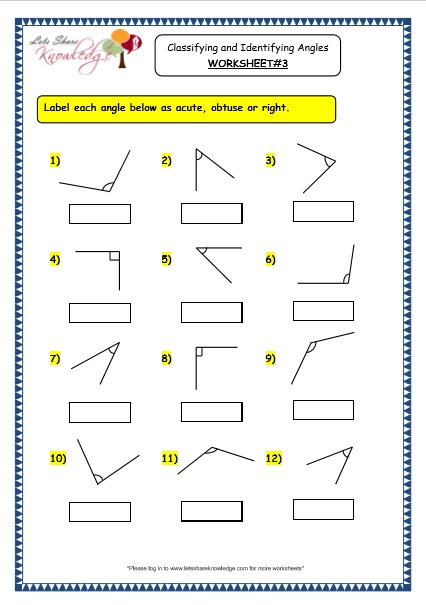 Lets Share
Knowledge
Classifying and Identifying Angles
WORKSHEET#3
Label each angle below as acute, obtuse or right.
1) 2) 3)
4) 5) 6)
7) 8) 9)
10) 11) 12)
"Please log in to www.letsshareknowledge.com for more worksheets"